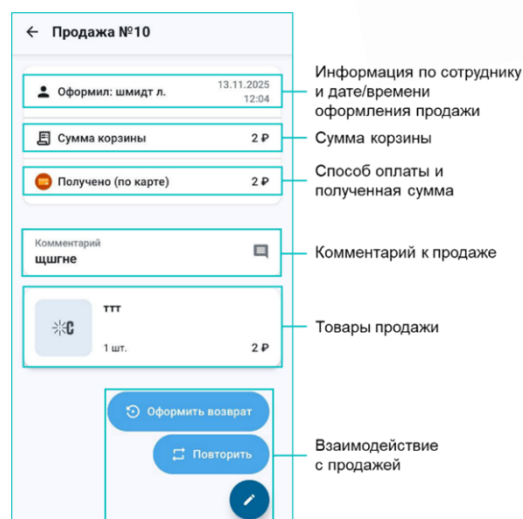 Продажа №10
Оформил: шмидт л.
13.11.2025
12:04
Информация по сотруднику
и дате/времени
оформления продажи
Сумма корзины
2 ₽
Сумма корзины
Получено (по карте)
2 ₽
Способ оплаты и
полученная сумма
Комментарий
щшгне
Комментарий к продаже
ттт
1 шт.
2 ₽
Товары продажи
Оформить возврат
Повторить
Взаимодействие
с продажей